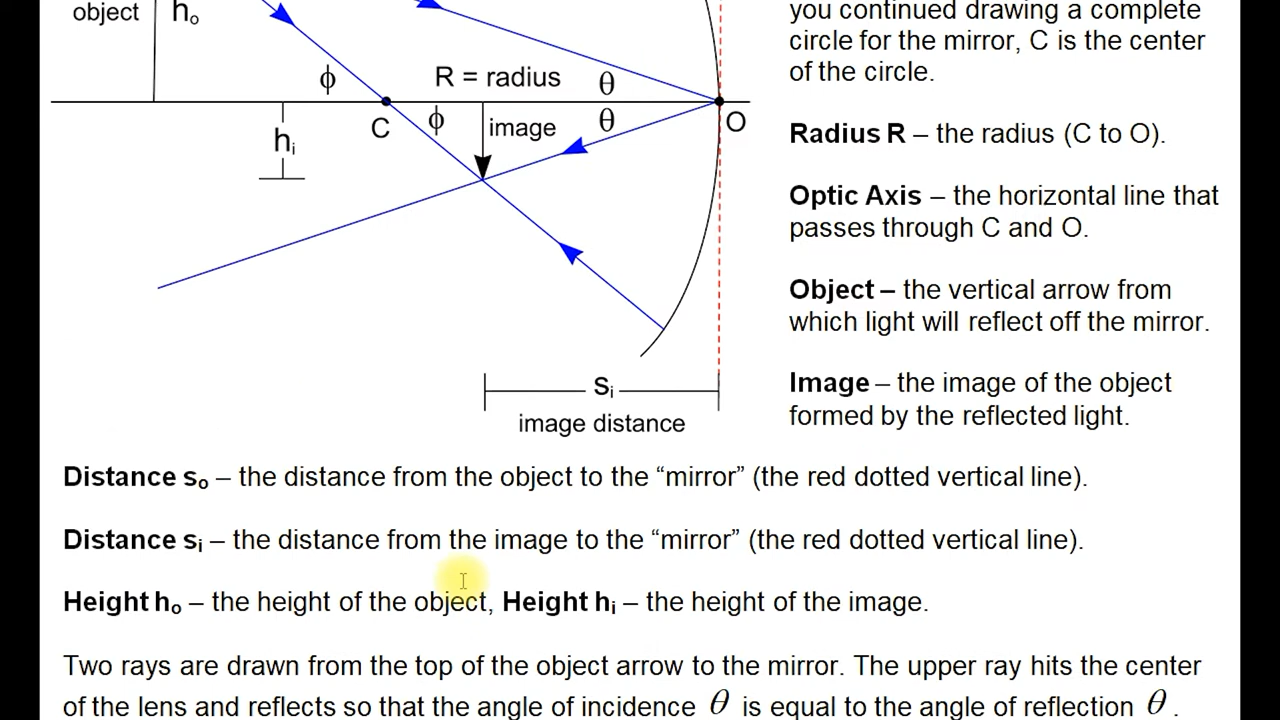 object
hₒ
ϕ
R = radius
θ
C
ϕ
image
θ
O
hᵢ
sᵢ
image distance
you continued drawing a complete
circle for the mirror, C is the center
of the circle.
Radius R – the radius (C to O).
Optic Axis – the horizontal line that
passes through C and O.
Object – the vertical arrow from
which light will reflect off the mirror.
Image – the image of the object
formed by the reflected light.
Distance sₒ – the distance from the object to the “mirror” (the red dotted vertical line).
Distance sᵢ – the distance from the image to the “mirror” (the red dotted vertical line).
Height hₒ – the height of the object, Height hᵢ – the height of the image.
Two rays are drawn from the top of the object arrow to the mirror. The upper ray hits the center
of the lens and reflects so that the angle of incidence θ is equal to the angle of reflection θ .